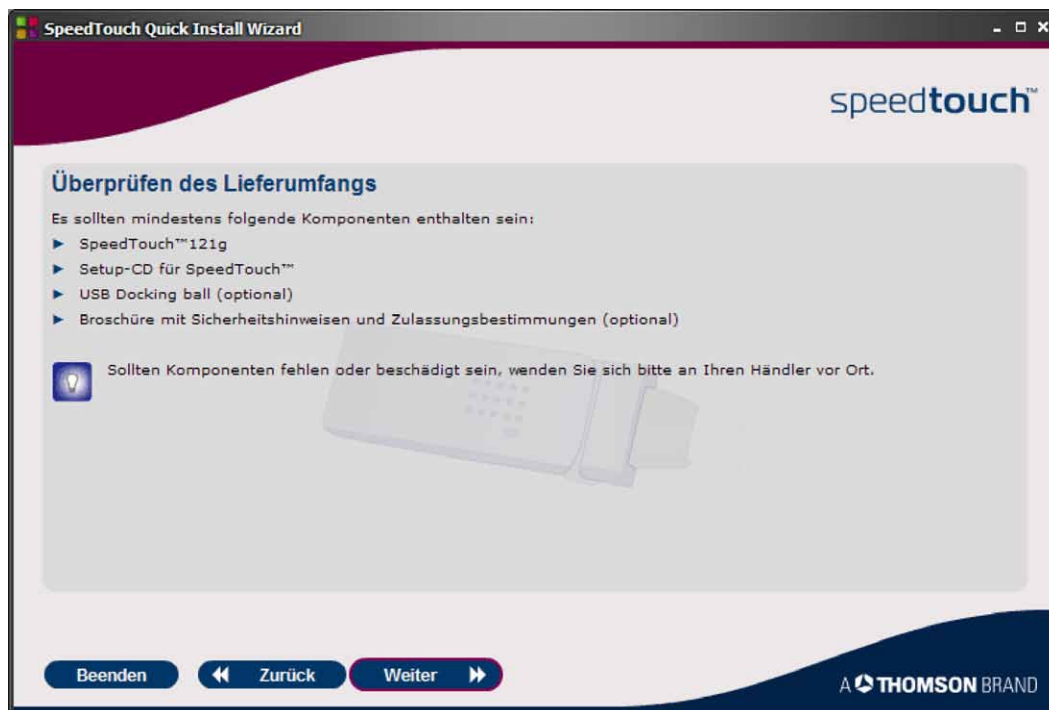 SpeedTouch Quick Install Wizard
speedtouch™
Überprüfen des Lieferumfangs
Es sollten mindestens folgende Komponenten enthalten sein:
SpeedTouch™121g
Setup-CD für SpeedTouch™
USB Docking ball (optional)
Broschüre mit Sicherheitshinweisen und Zulassungsbestimmungen (optional)
Sollten Komponenten fehlen oder beschädigt sein, wenden Sie sich bitte an Ihren Händler vor Ort.
Beenden Zurück Weiter
A THOMSON BRAND